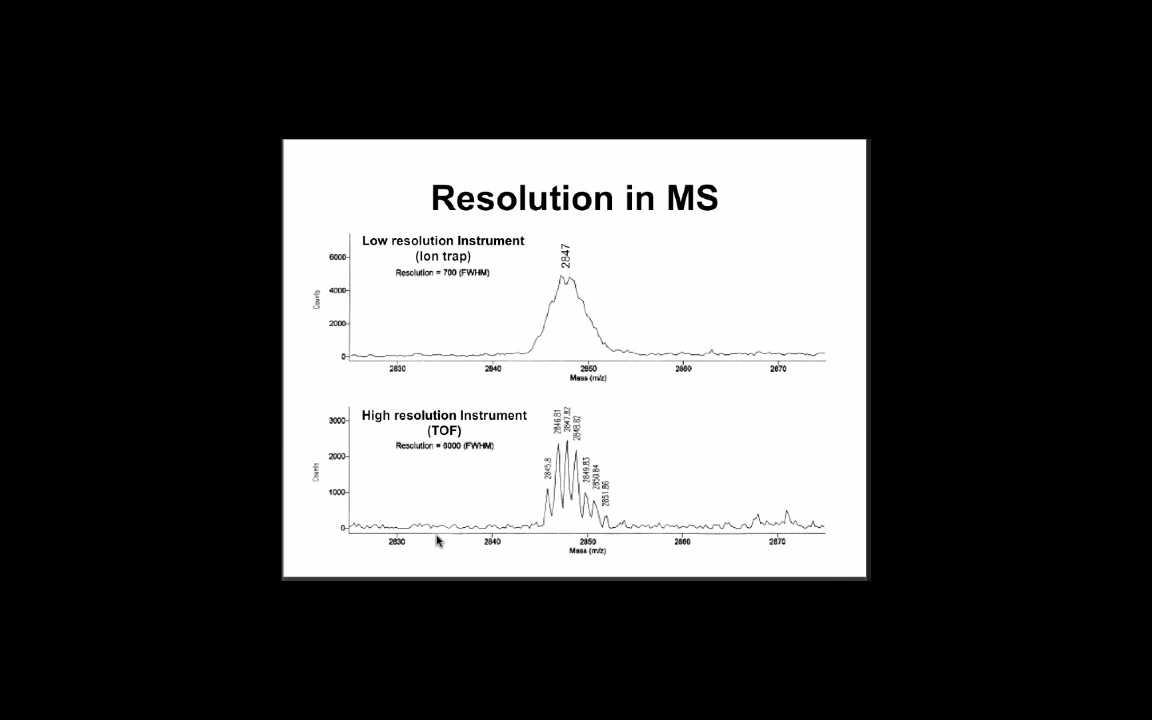 Resolution in MS
Low resolution Instrument
(Ion trap)
Resolution = 700 (FWHM)
2847
6000
4000
2000
0
Counts
2830 2840 2850 2860 2870
Mass (m/z)
High resolution Instrument
(TOF)
Resolution = 6000 (FWHM)
2845.8 2846.81 2847.82 2848.82 2849.83 2850.84 2851.86
3000
2000
1000
0
Counts
2830 2840 2850 2860 2870
Mass (m/z)